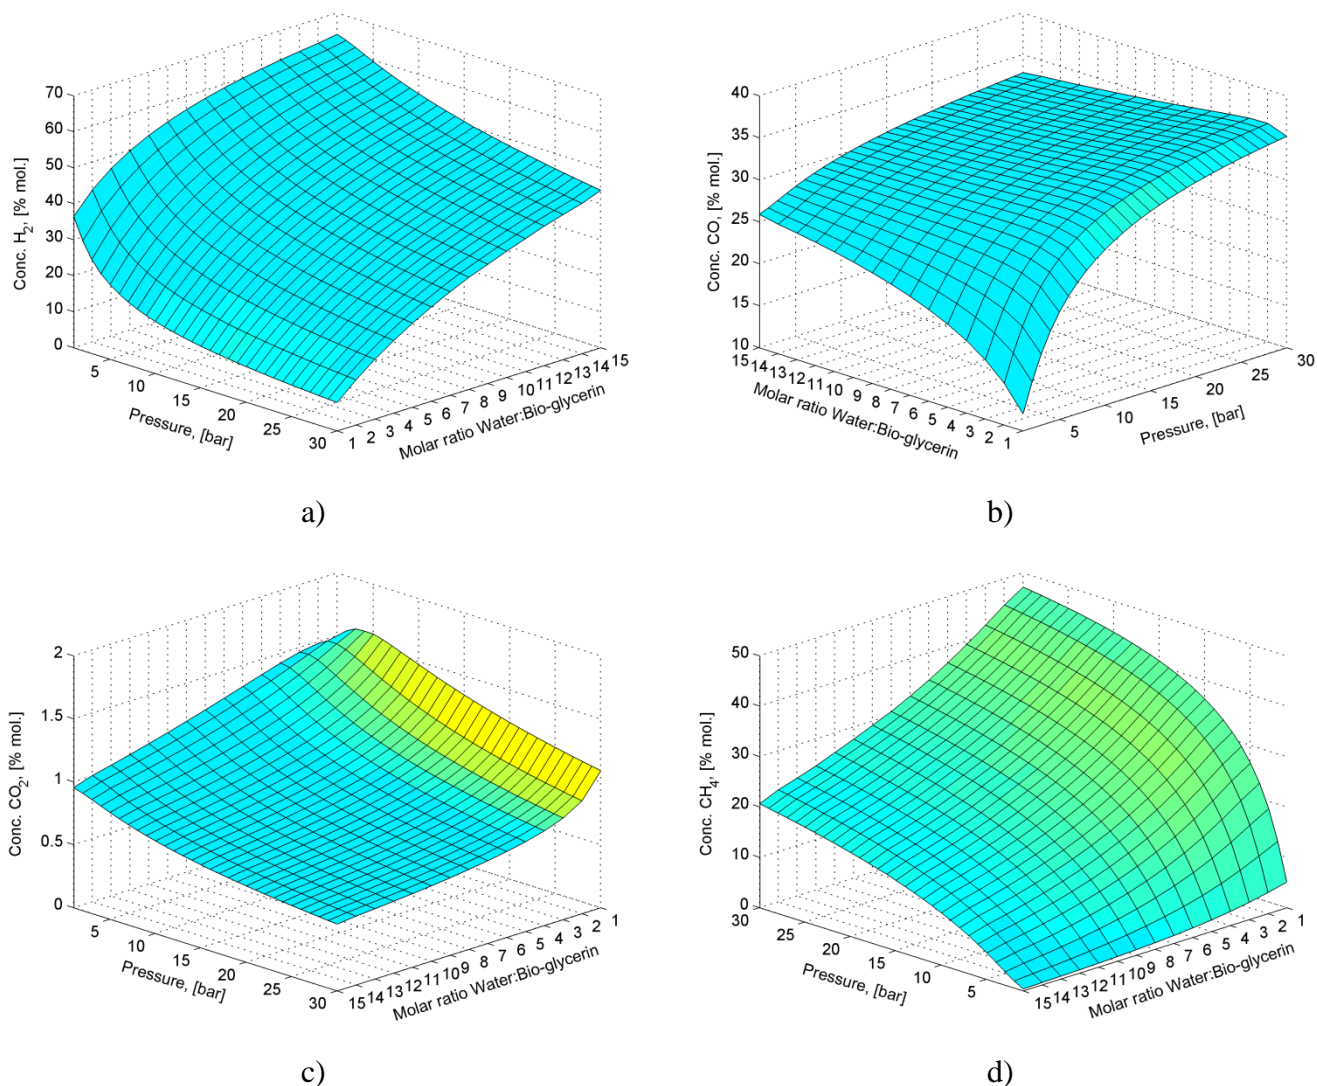 70
60
50
40
30
20
10
0
Conc. H2, [% mol.]
5
10
15
20
25
30
Pressure, [bar]
1 2 3 4 5 6 7 8 9 10 11 12 13 14 15
Molar ratio Water:Bio-glycerin
a)
40
35
30
25
20
15
10
Conc. CO, [% mol.]
15 14 13 12 11 10 9 8 7 6 5 4 3 2 1
Molar ratio Water:Bio-glycerin
5
10
15
20
25
30
Pressure, [bar]
b)
2
1.5
1
0.5
0
Conc. CO2, [% mol.]
5
10
15
20
25
30
Pressure, [bar]
15 14 13 12 11 10 9 8 7 6 5 4 3 2 1
Molar ratio Water:Bio-glycerin
c)
50
40
30
20
10
0
Conc. CH4, [% mol.]
30
25
20
15
10
5
Pressure, [bar]
15 14 13 12 11 10 9 8 7 6 5 4 3 2 1
Molar ratio Water:Bio-glycerin
d)